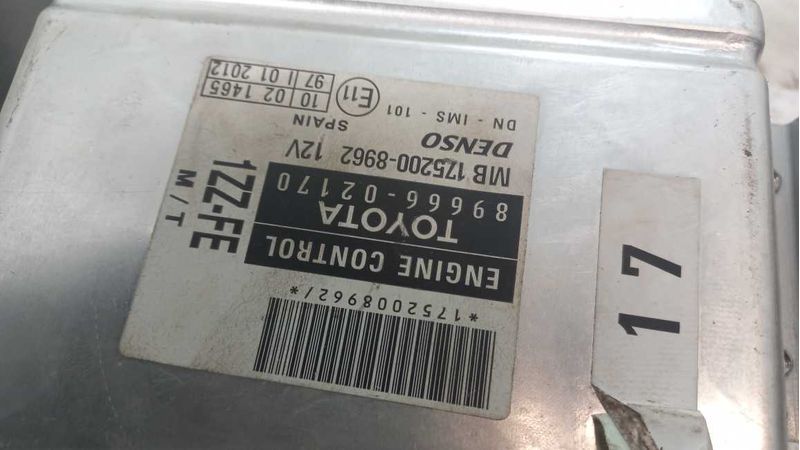 *1752008962/*
ENGINE CONTROL
TOYOTA
89666-02170
1ZZ-FE
M/T
MB 175200-8962 12V
DENSO
SPAIN
DN - IMS - 101
E11
10 02 1465
97 II 01 2012
17